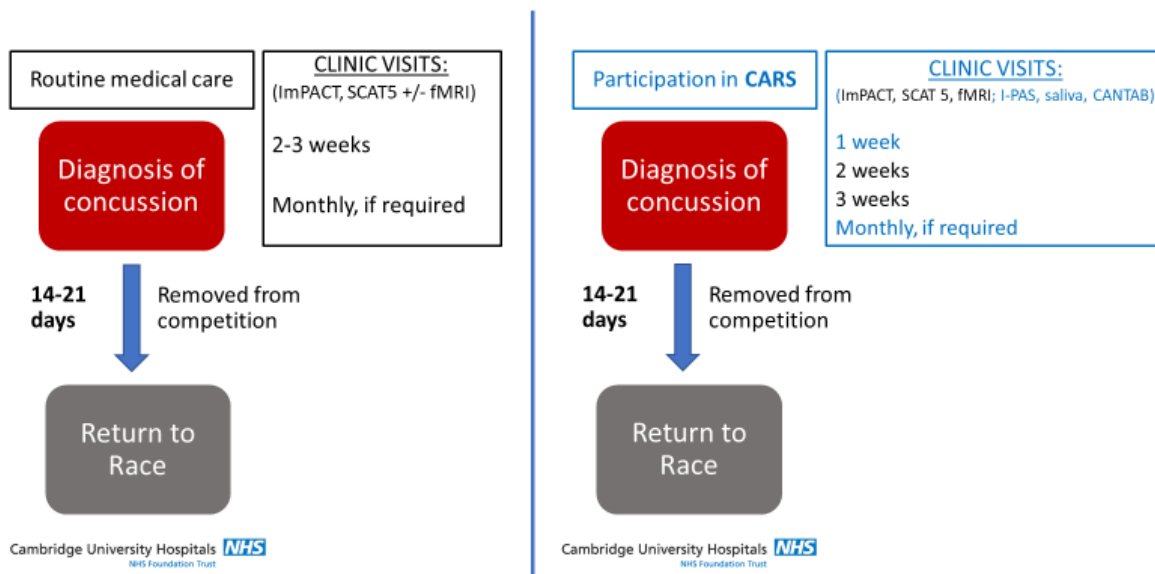 Routine medical care
CLINIC VISITS:
(ImPACT, SCAT5 +/- fMRI)
2-3 weeks
Monthly, if required
Diagnosis of
concussion
14-21
days
Removed from
competition
Return to
Race
Cambridge University Hospitals NHS
NHS Foundation Trust
Participation in CARS
CLINIC VISITS:
(ImPACT, SCAT 5, fMRI; I-PAS, saliva, CANTAB)
1 week
2 weeks
3 weeks
Monthly, if required
Diagnosis of
concussion
14-21
days
Removed from
competition
Return to
Race
Cambridge University Hospitals NHS
NHS Foundation Trust